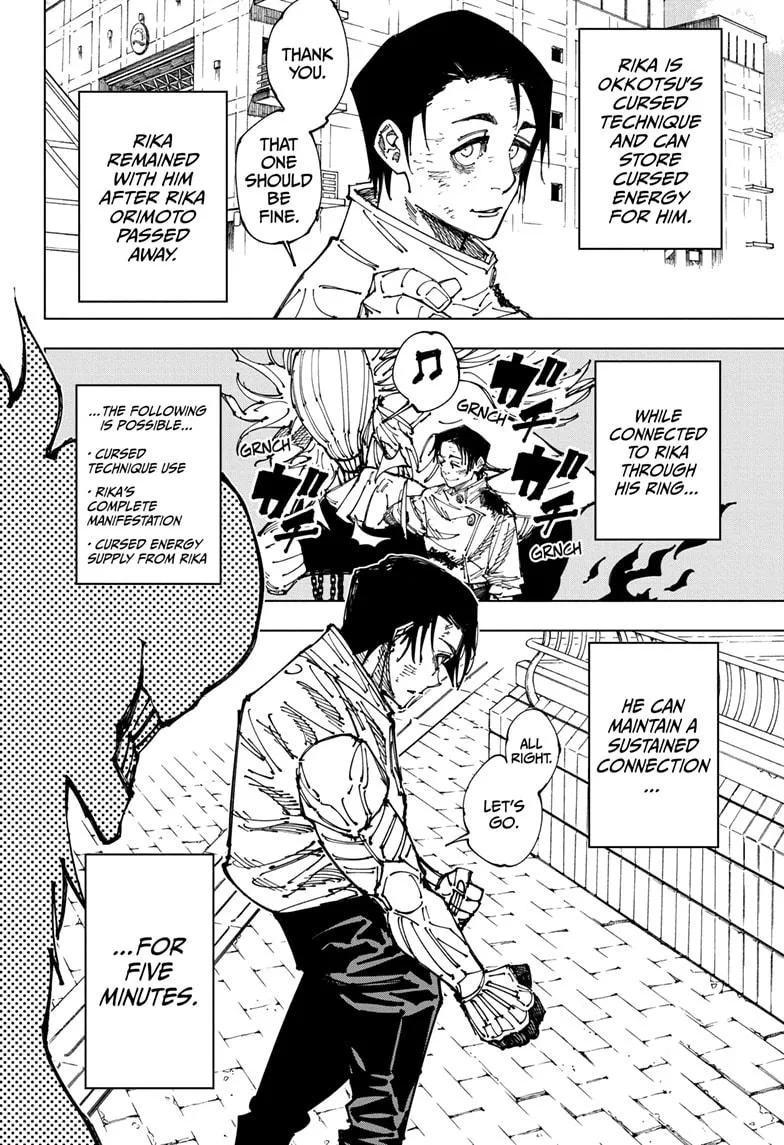 RIKA IS
OKKOTSU'S
CURSED
TECHNIQUE
AND CAN
STORE
CURSED
ENERGY
FOR HIM.
THANK
YOU.
THAT
ONE
SHOULD
BE
FINE.
RIKA
REMAINED
WITH HIM
AFTER RIKA
ORIMOTO
PASSED
AWAY.
WHILE
CONNECTED
TO RIKA
THROUGH
HIS RING...
ガガ
GRNCH
ガチ
GRNCH
ガチ
GRNCH
...THE FOLLOWING
IS POSSIBLE...
• CURSED
TECHNIQUE USE
• RIKA'S
COMPLETE
MANIFESTATION
• CURSED ENERGY
SUPPLY FROM RIKA
HE CAN
MAINTAIN A
SUSTAINED
CONNECTION
...
ALL
RIGHT.
LET'S
GO.
...FOR
FIVE
MINUTES.